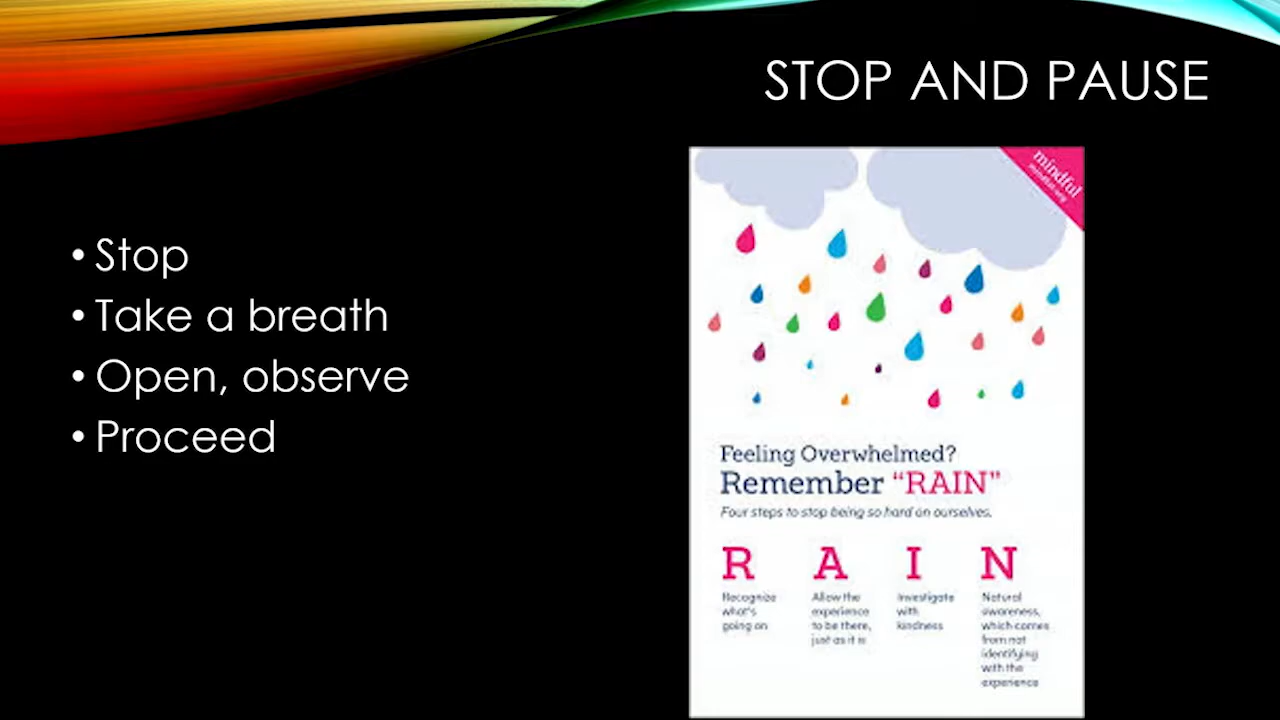 STOP AND PAUSE
• Stop
• Take a breath
• Open, observe
• Proceed
mindful
mindful.org
Feeling Overwhelmed?
Remember “RAIN”
Four steps to stop being so hard on ourselves.
R A I N
Recognize
what's
going on
Allow the
experience
to be there,
just as it is
Investigate
with
kindness
Natural
awareness,
which comes
from not
identifying
with the
experience